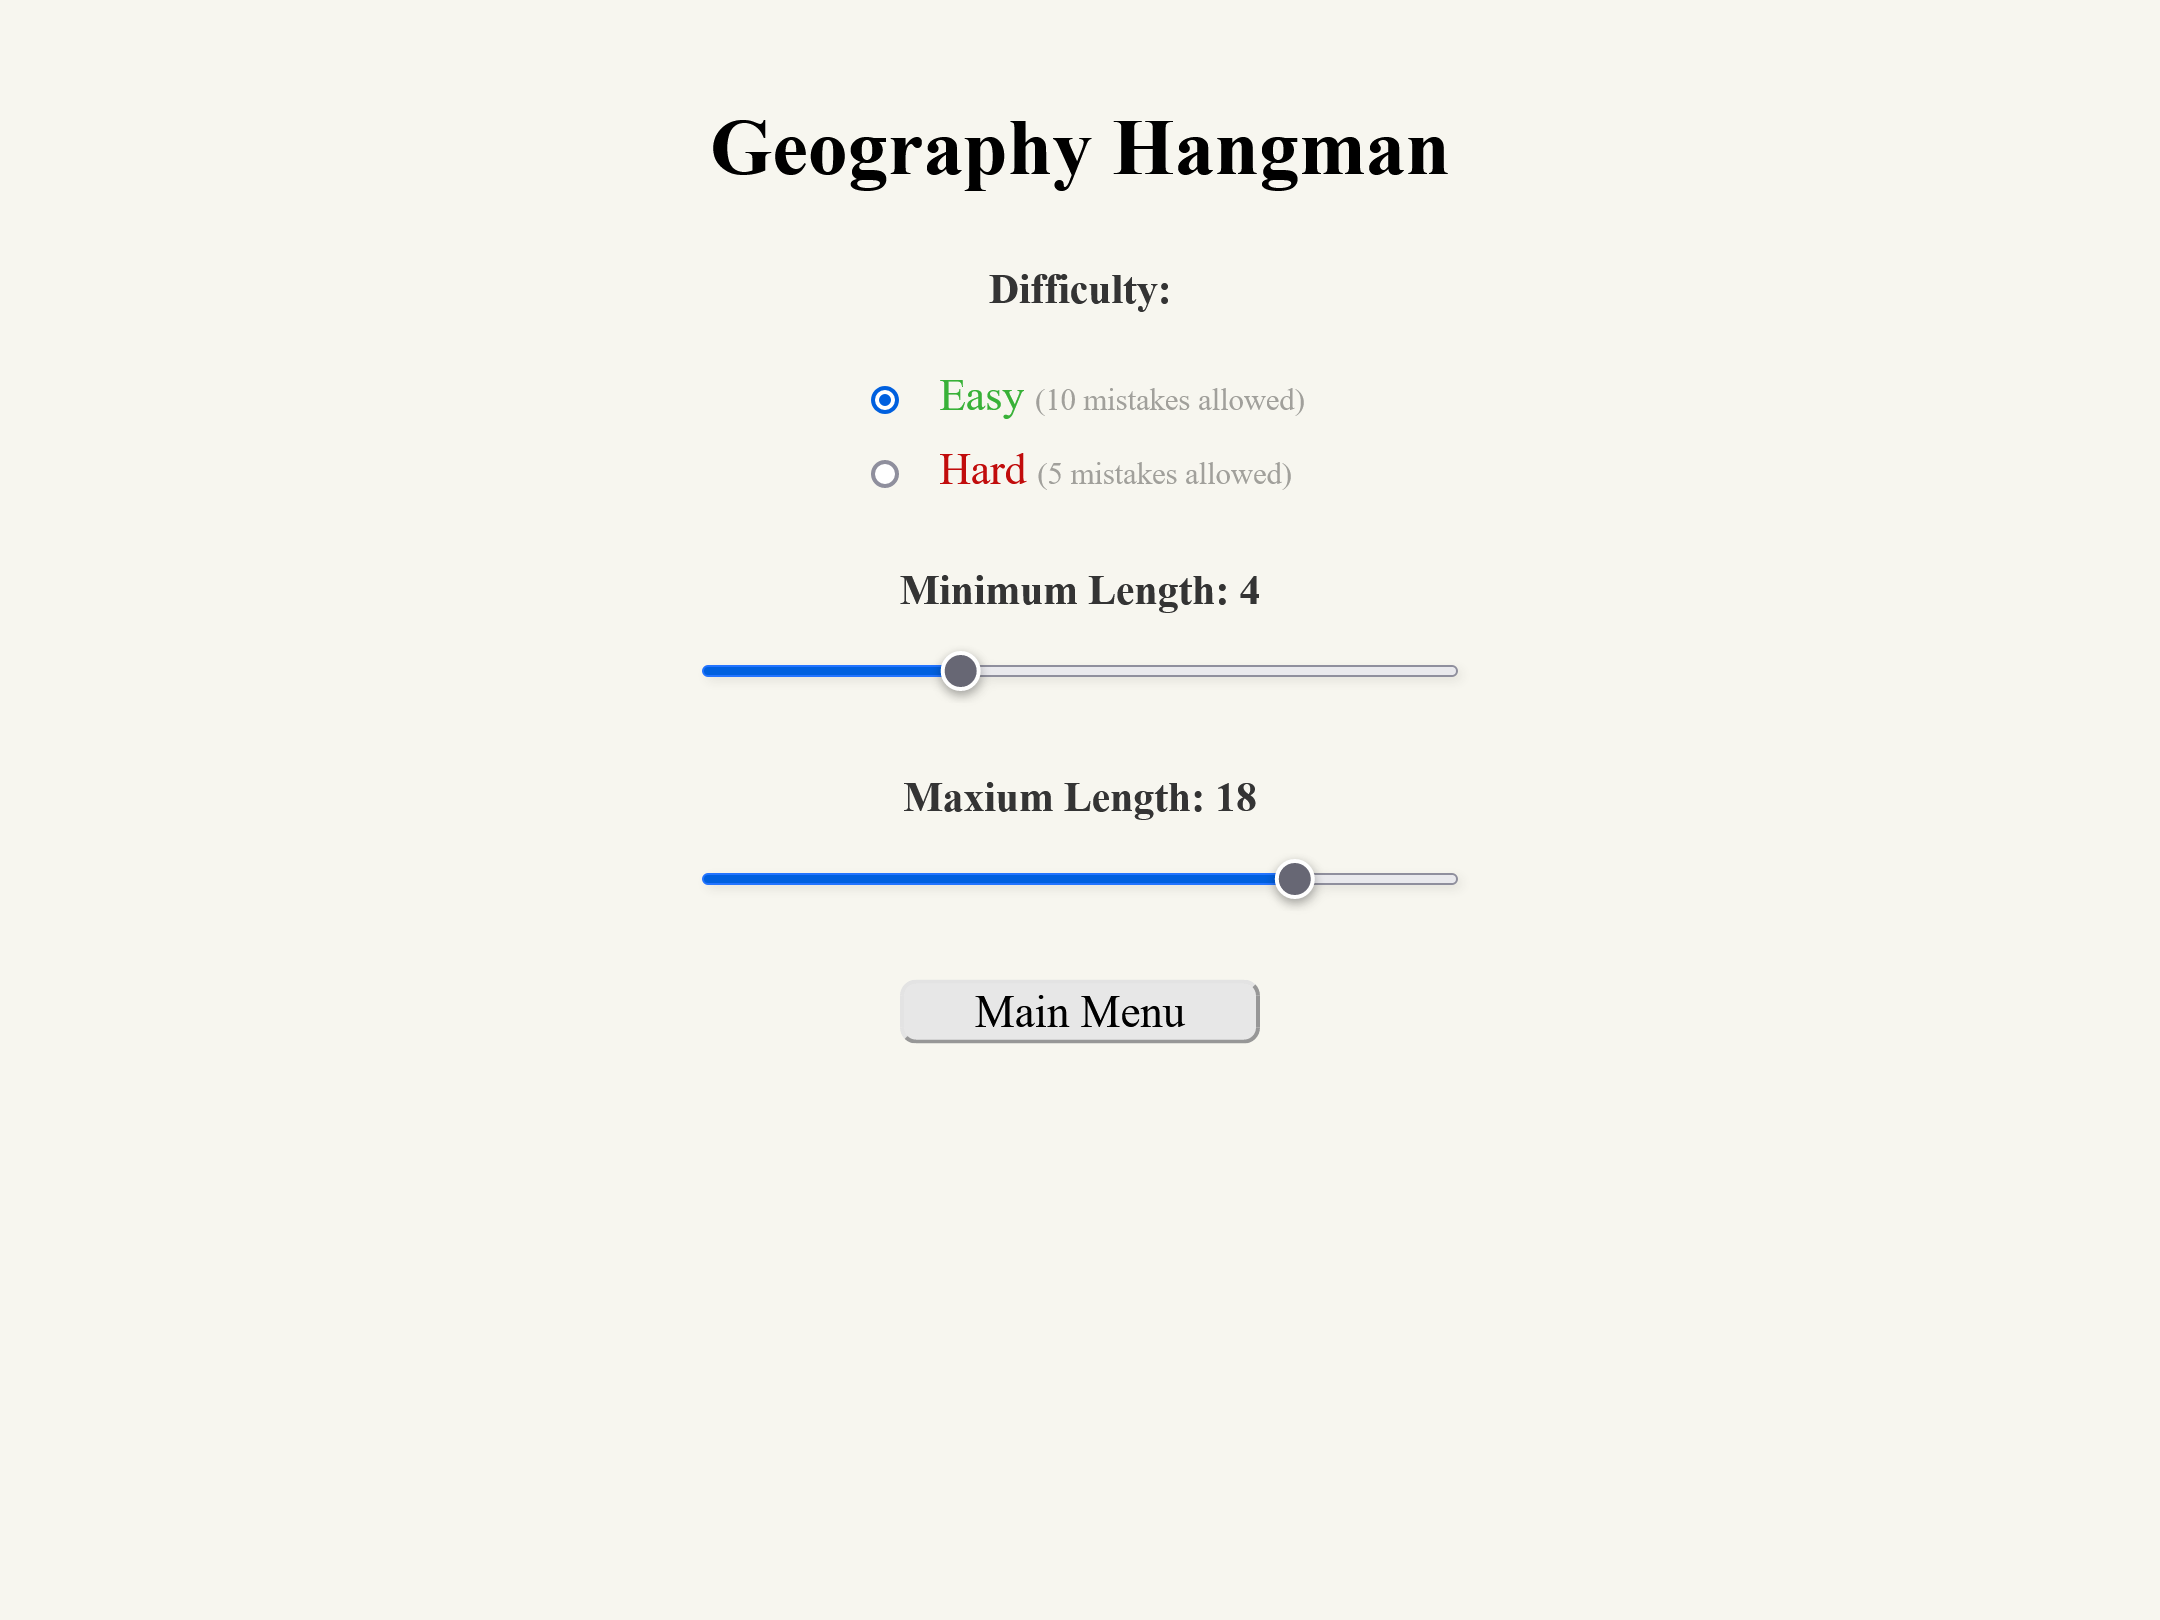 Geography Hangman
Difficulty:
Easy (10 mistakes allowed)
Hard (5 mistakes allowed)
Minimum Length: 4
Maxium Length: 18
Main Menu